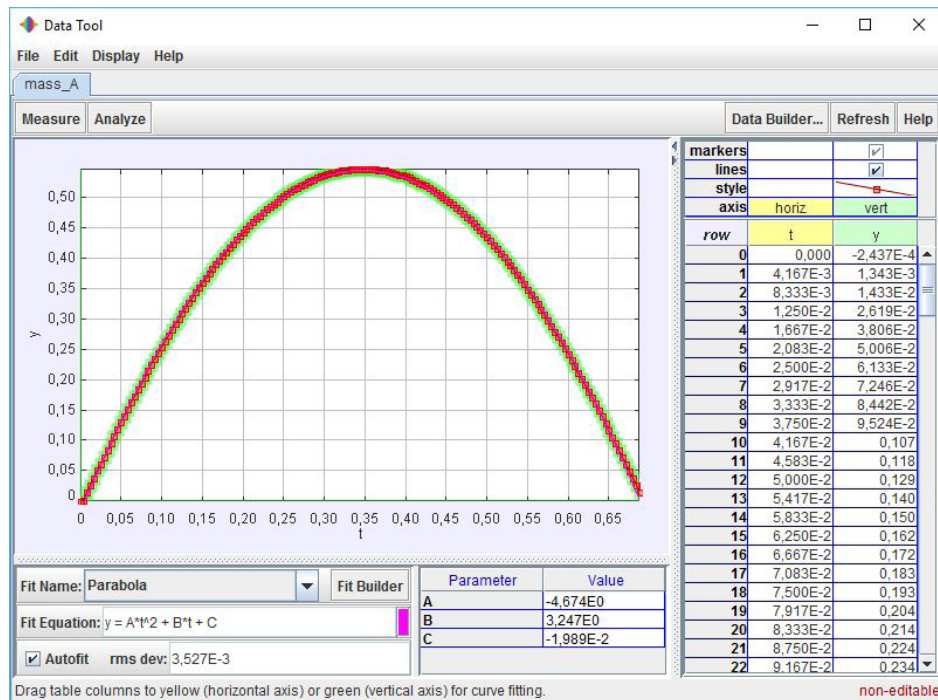 Data Tool
File Edit Display Help
mass_A
Measure Analyze Data Builder... Refresh Help
0,50
0,45
0,40
0,35
0,30
0,25
0,20
0,15
0,10
0,05
0
y
0 0,05 0,10 0,15 0,20 0,25 0,30 0,35 0,40 0,45 0,50 0,55 0,60 0,65
t
markers
lines
style
axis horiz vert
row t y
0 0,000 -2,437E-4
1 4,167E-3 1,343E-3
2 8,333E-3 1,433E-2
3 1,250E-2 2,619E-2
4 1,667E-2 3,806E-2
5 2,083E-2 5,006E-2
6 2,500E-2 6,133E-2
7 2,917E-2 7,246E-2
8 3,333E-2 8,442E-2
9 3,750E-2 9,524E-2
10 4,167E-2 0,107
11 4,583E-2 0,118
12 5,000E-2 0,129
13 5,417E-2 0,140
14 5,833E-2 0,150
15 6,250E-2 0,162
16 6,667E-2 0,172
17 7,083E-2 0,183
18 7,500E-2 0,193
19 7,917E-2 0,204
20 8,333E-2 0,214
21 8,750E-2 0,224
22 9,167E-2 0,234
Fit Name: Parabola Fit Builder
Fit Equation: y = A*t^2 + B*t + C
Autofit rms dev: 3,527E-3
Parameter Value
A -4,674E0
B 3,247E0
C -1,989E-2
Drag table columns to yellow (horizontal axis) or green (vertical axis) for curve fitting. non-editable